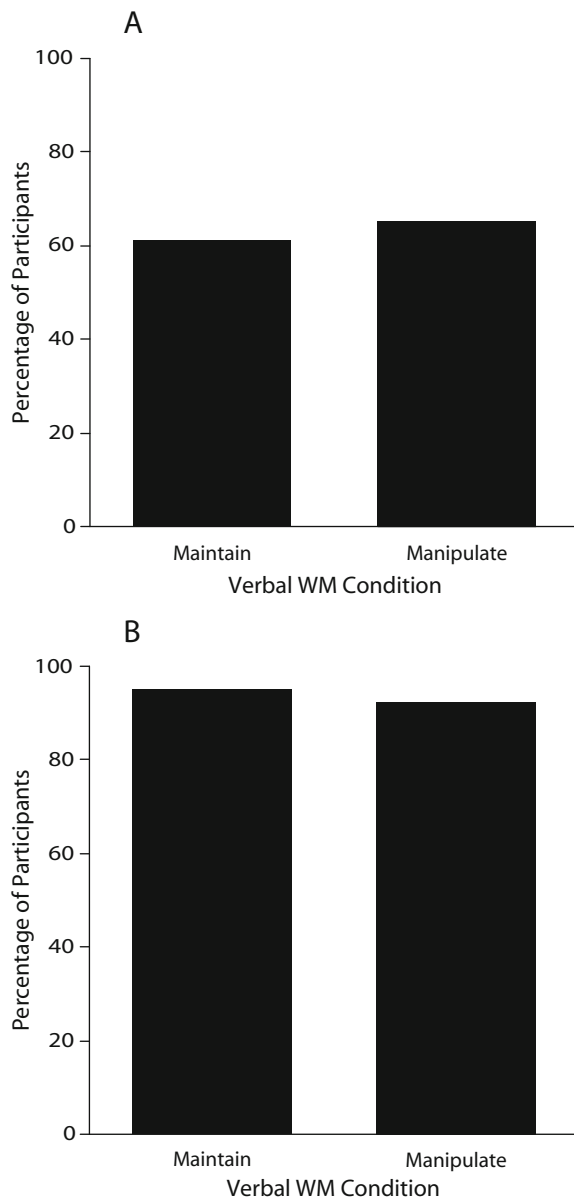 A
100
80
60
40
20
0
Percentage of Participants
Maintain Manipulate
Verbal WM Condition
B
100
80
60
40
20
0
Percentage of Participants
Maintain Manipulate
Verbal WM Condition